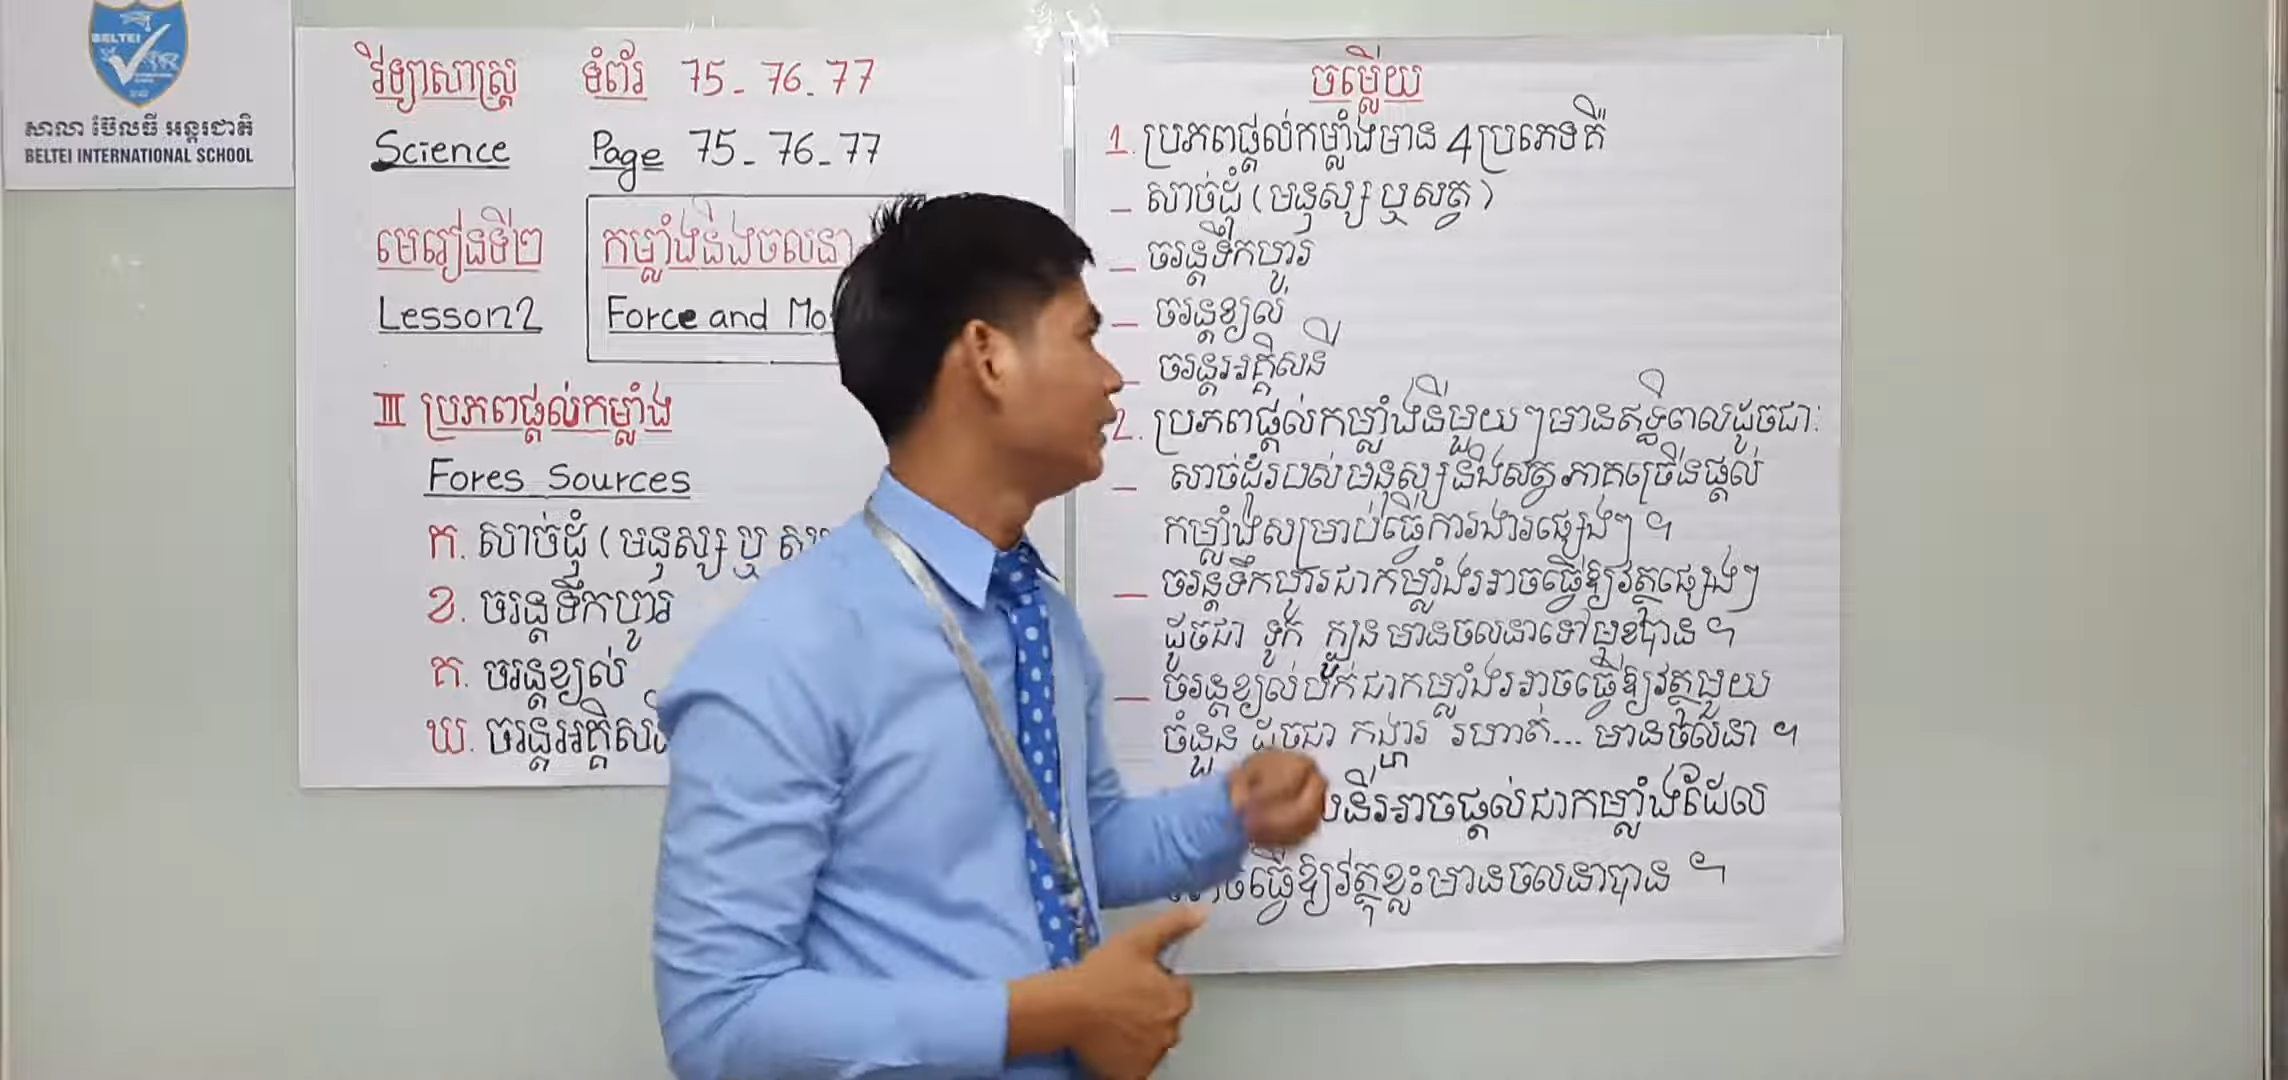 BELTEI
សាលា ប៊ែលធី អន្តរជាតិ
BELTEI INTERNATIONAL SCHOOL
វិទ្យាសាស្ត្រ ទំព័រ 75 - 76 - 77
Science Page 75 - 76 - 77
មេរៀនទី២ កម្លាំងនិងចលនា
Lesson 2 Force and Mo
III ប្រភពផ្តល់កម្លាំង
Fores Sources
ក. សាច់ដុំ (មនុស្ស ឬ
ខ. ចរន្តទឹកហូរ
គ. ចរន្តខ្យល់
ឃ. ចរន្តអគ្គិស
ចម្លើយ
1. ប្រភពផ្តល់កម្លាំងមាន 4 ប្រភេទគឺ
_ សាច់ដុំ (មនុស្ស ឬ សត្វ)
_ ចរន្តទឹកហូរ
_ ចរន្តខ្យល់
_ ចរន្តអគ្គិសនី
2. ប្រភពផ្តល់កម្លាំងនីមួយៗមានឥទ្ធិពលដូចជា:
_ សាច់ដុំរបស់មនុស្សនិងសត្វភាគច្រើនផ្តល់
កម្លាំងសម្រាប់ធ្វើការងារផ្សេងៗ ។
_ ចរន្តទឹកហូរជាកម្លាំងអាចធ្វើឱ្យវត្ថុផ្សេងៗ
ដូចជា ទូក ក្បូន មានចលនាទៅមុខបាន ។
_ ចរន្តខ្យល់បក់ជាកម្លាំងអាចធ្វើឱ្យវត្ថុមួយ
ចំនួន ដូចជា កង្ហារ រហាត់... មានចលនា ។
នីអាចផ្តល់ជាកម្លាំងដែល
អាចធ្វើឱ្យវត្ថុខ្លះមានចលនាបាន ។